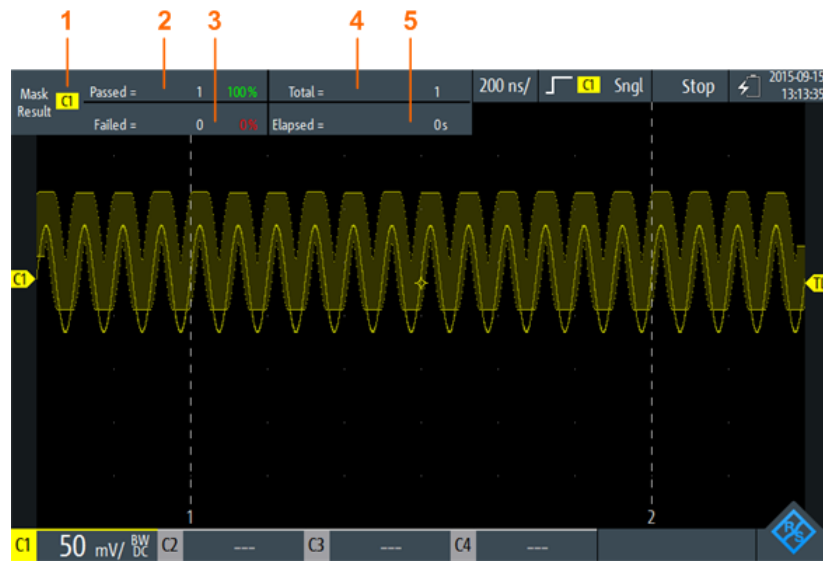 1 2 3 4 5
Mask Result C1 Passed = 1 100% Total = 1 200 ns/ C1 Sngl Stop 2015-09-15
13:13:35
Failed = 0 0% Elapsed = 0s
C1
1 2
C1 50 mV/ BW DC C2 --- C3 --- C4 ---
R&S